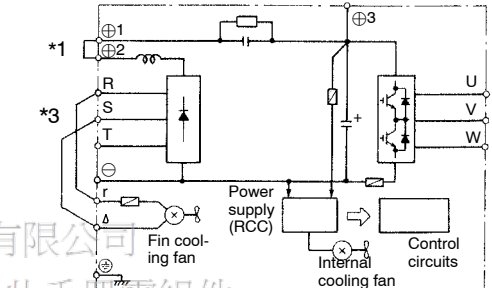 ⊕1
⊕3
*1
⊕2
R
U
*3
S
V
T
W
⊖
r
Power
supply
(RCC)
Δ
Fin cool-
ing fan
Control
circuits
Internal
cooling fan
有限公司